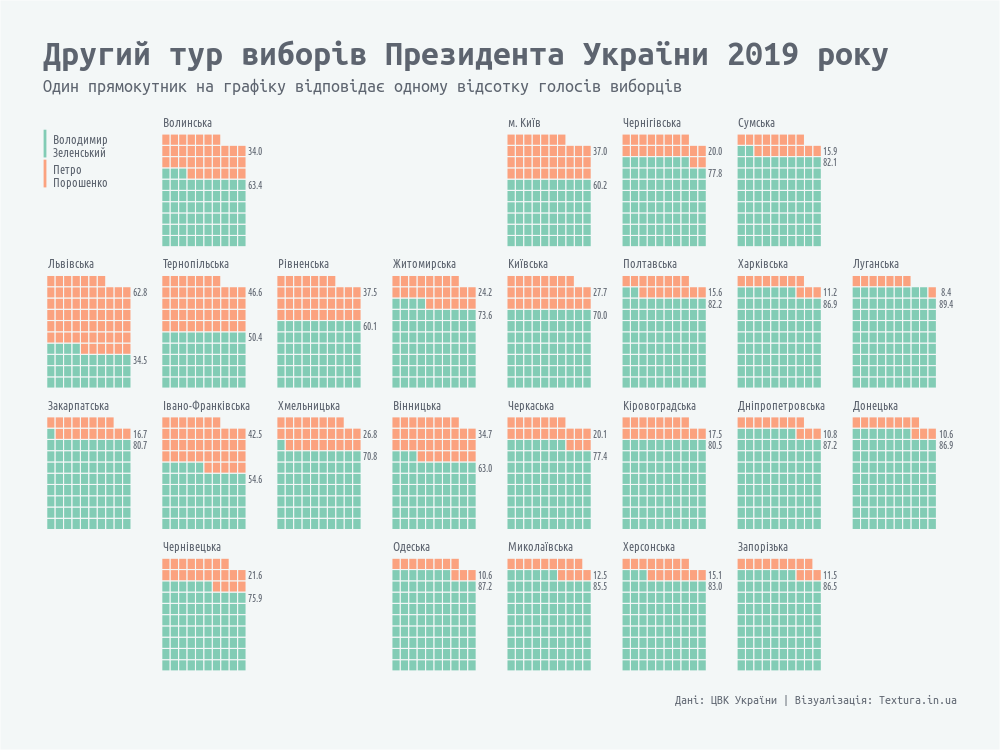 Другий тур виборів Президента України 2019 року
Один прямокутник на графіку відповідає одному відсотку голосів виборців
Володимир
Зеленський
Петро
Порошенко
Волинська
34.0
63.4
м. Київ
37.0
60.2
Чернігівська
20.0
77.8
Сумська
15.9
82.1
Львівська
62.8
34.5
Тернопільська
46.6
50.4
Рівненська
37.5
60.1
Житомирська
24.2
73.6
Київська
27.7
70.0
Полтавська
15.6
82.2
Харківська
11.2
86.9
Луганська
8.4
89.4
Закарпатська
16.7
80.7
Івано-Франківська
42.5
54.6
Хмельницька
26.8
70.8
Вінницька
34.7
63.0
Черкаська
20.1
77.4
Кіровоградська
17.5
80.5
Дніпропетровська
10.8
87.2
Донецька
10.6
86.9
Чернівецька
21.6
75.9
Одеська
10.6
87.2
Миколаївська
12.5
85.5
Херсонська
15.1
83.0
Запорізька
11.5
86.5
Дані: ЦВК України | Візуалізація: Textura.in.ua